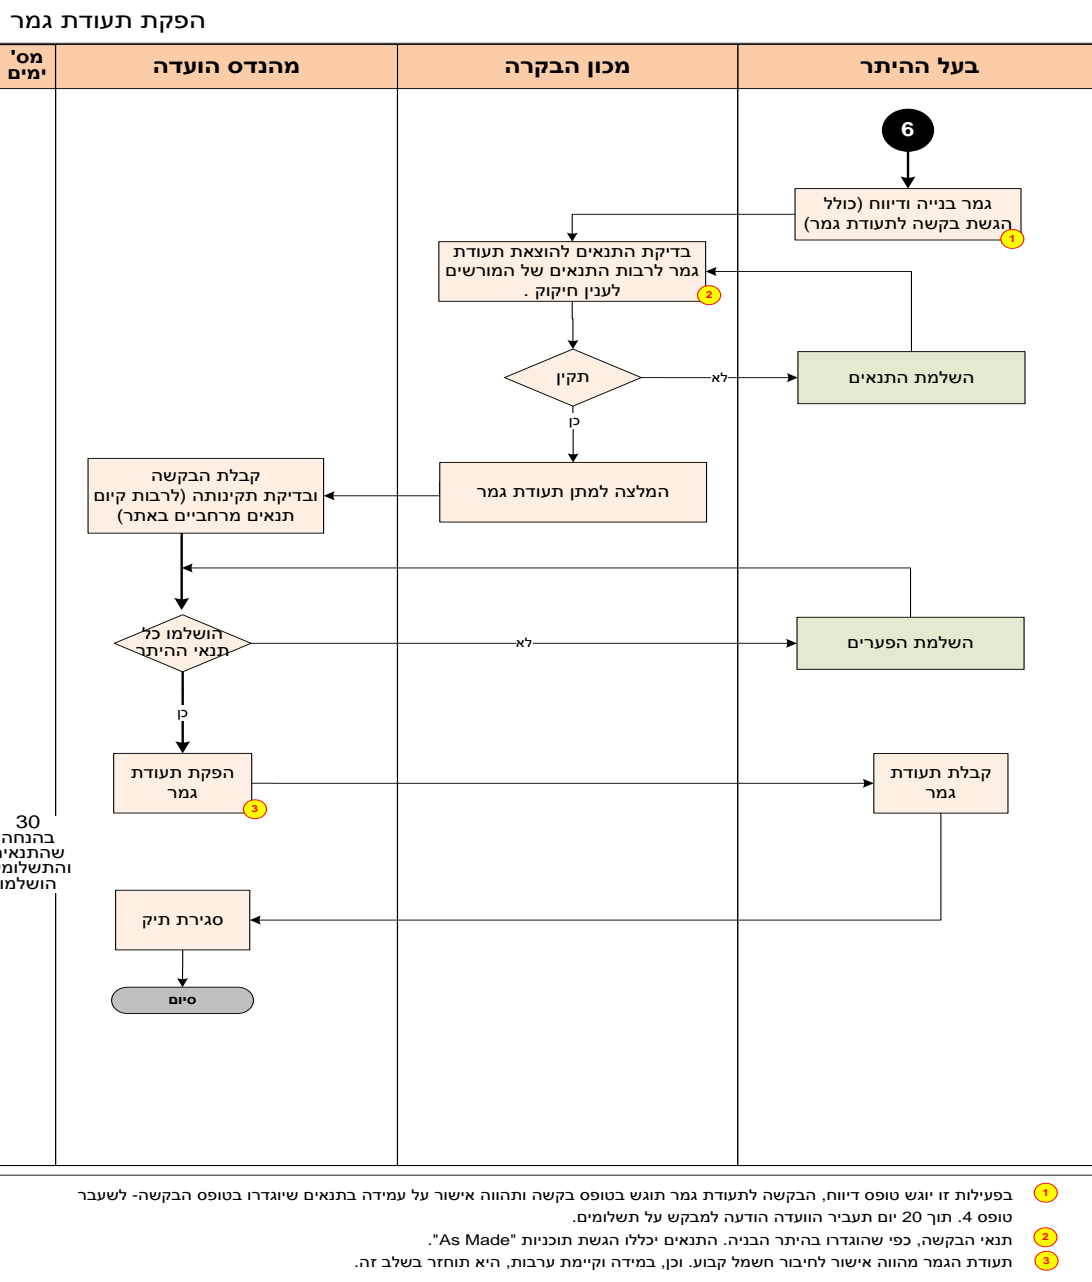 הפקת תעודת גמר
בעל ההיתר
מכון הבקרה
מהנדס הועדה
מס'
ימים
6
גמר בנייה ודיווח (כולל
הגשת בקשה לתעודת גמר)
1
בדיקת התנאים להוצאת תעודת
גמר לרבות התנאים של המורשים
לענין חיקוק .
2
תקין
לא
השלמת התנאים
כן
המלצה למתן תעודת גמר
קבלת הבקשה
ובדיקת תקינותה (לרבות קיום
תנאים מרחביים באתר)
הושלמו כל
תנאי ההיתר
לא
השלמת הפערים
כן
הפקת תעודת
גמר
3
קבלת תעודת
גמר
30
בהנחה
שהתנאים
והתשלומי
הושלמו
סגירת תיק
סיום
1 בפעילות זו יוגש טופס דיווח, הבקשה לתעודת גמר תוגש בטופס בקשה ותהווה אישור על עמידה בתנאים שיוגדרו בטופס הבקשה- לשעבר
טופס 4. תוך 20 יום תעביר הוועדה הודעה למבקש על תשלומים.
2 תנאי הבקשה, כפי שהוגדרו בהיתר הבניה. התנאים יכללו הגשת תוכניות "As Made".
3 תעודת הגמר מהווה אישור לחיבור חשמל קבוע. וכן, במידה וקיימת ערבות, היא תוחזר בשלב זה.